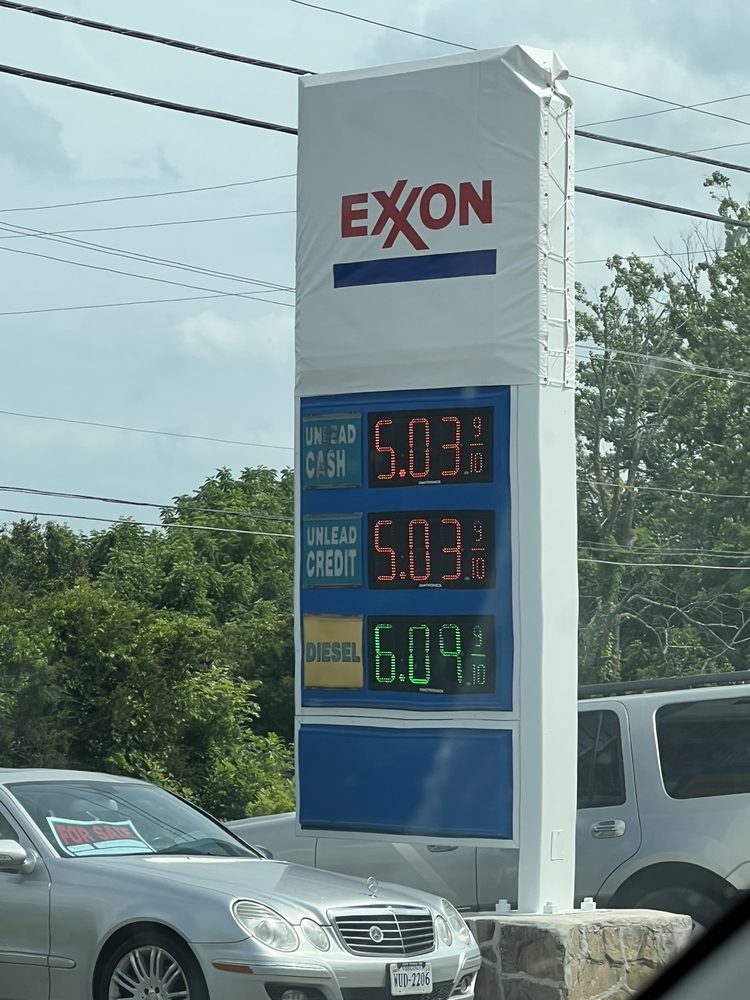 EXXON
UNLEAD
CASH
5.03 9/10
UNLEAD
CREDIT
5.03 9/10
DIESEL
6.09 9/10
FOR SALE
WUD-2206